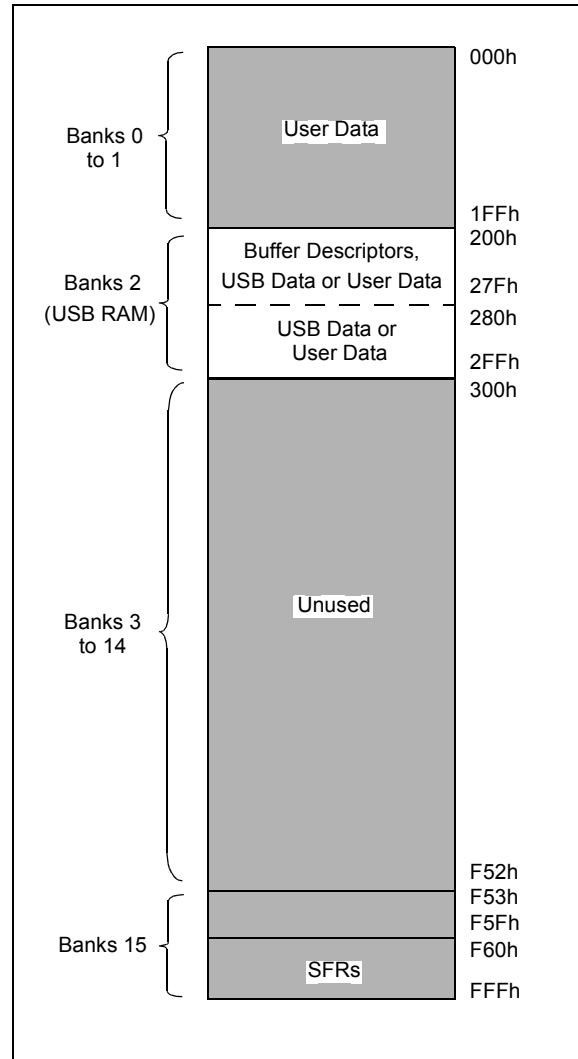 000h
Banks 0
to 1
User Data
1FFh
200h
Banks 2
(USB RAM)
Buffer Descriptors,
USB Data or User Data
27Fh
280h
USB Data or
User Data
2FFh
300h
Banks 3
to 14
Unused
F52h
F53h
F5Fh
Banks 15
F60h
SFRs
FFFh